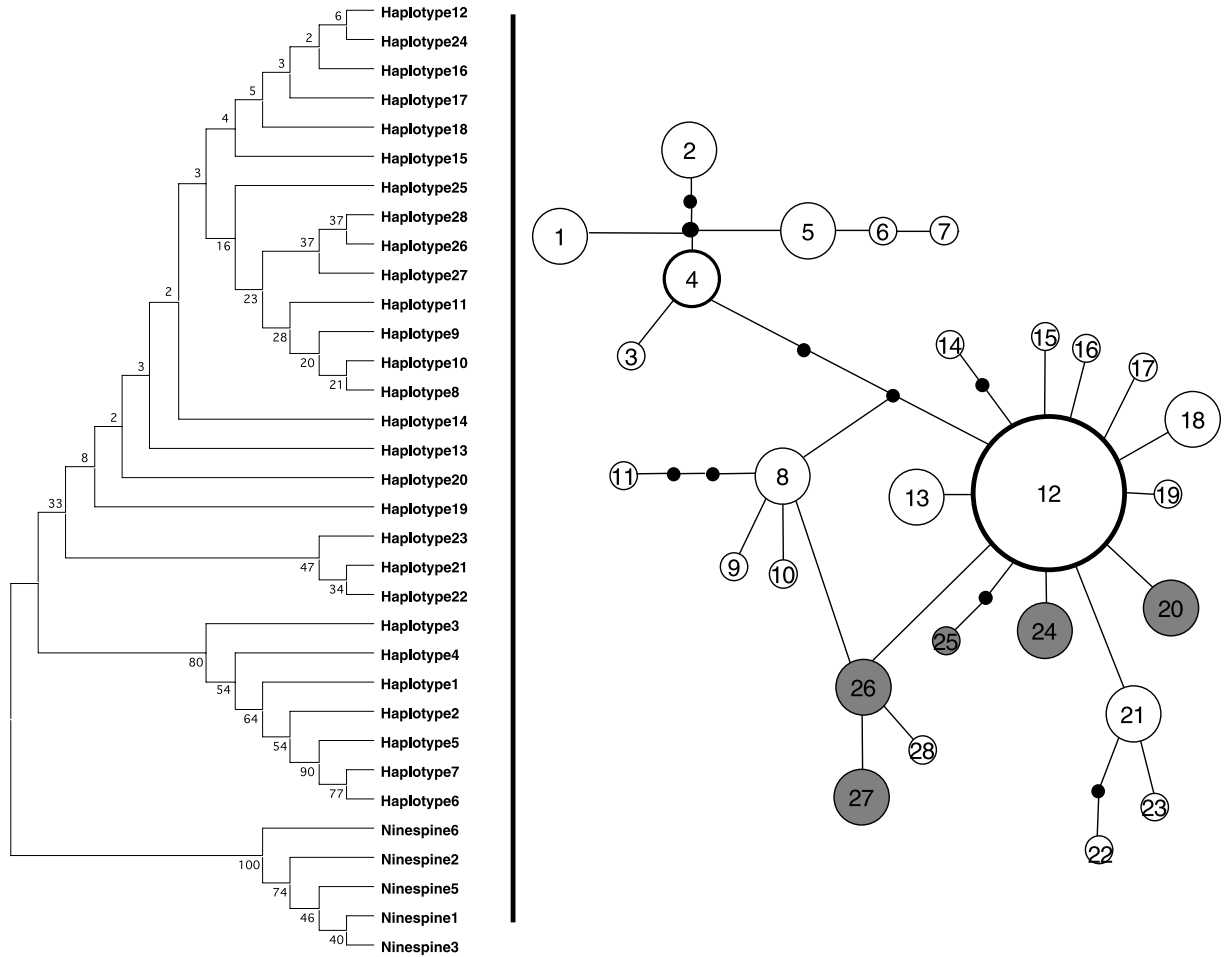 Haplotype12
6
Haplotype24
2
Haplotype16
3
Haplotype17
5
Haplotype18
4
Haplotype15
3
Haplotype25
16
Haplotype28
37
Haplotype26
37
Haplotype27
23
Haplotype11
28
Haplotype9
20
Haplotype10
21
Haplotype8
2
Haplotype14
3
Haplotype13
2
Haplotype20
8
Haplotype19
33
Haplotype23
47
Haplotype21
34
Haplotype22
Haplotype3
80
Haplotype4
54
Haplotype1
64
Haplotype2
54
Haplotype5
90
Haplotype7
77
Haplotype6
Ninespine6
100
Ninespine2
74
Ninespine5
46
Ninespine1
40
Ninespine3
2
1
5
6
7
4
3
14
15
16
17
18
11
8
13
12
19
9
10
20
25
24
26
21
28
27
23
22